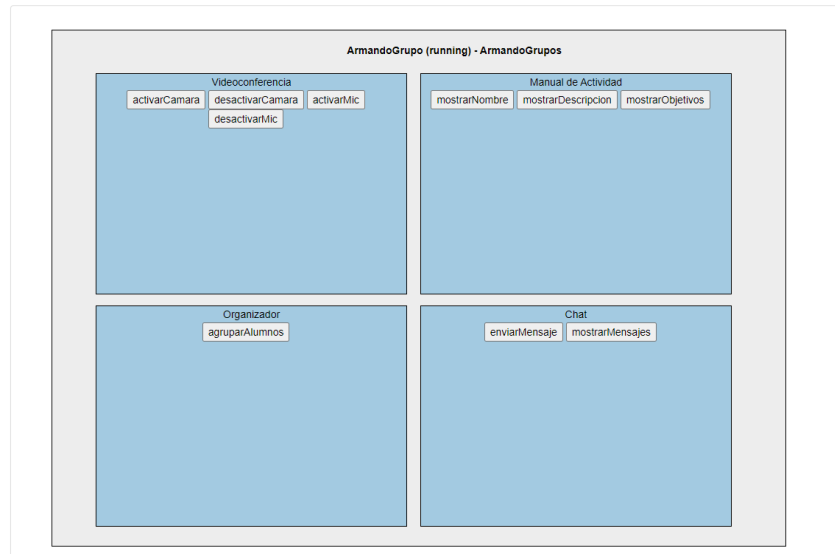 ArmandoGrupo (running) - ArmandoGrupos
Videoconferencia
activarCamara desactivarCamara activarMic
desactivarMic
Manual de Actividad
mostrarNombre mostrarDescripcion mostrarObjetivos
Organizador
agruparAlumnos
Chat
enviarMensaje mostrarMensajes